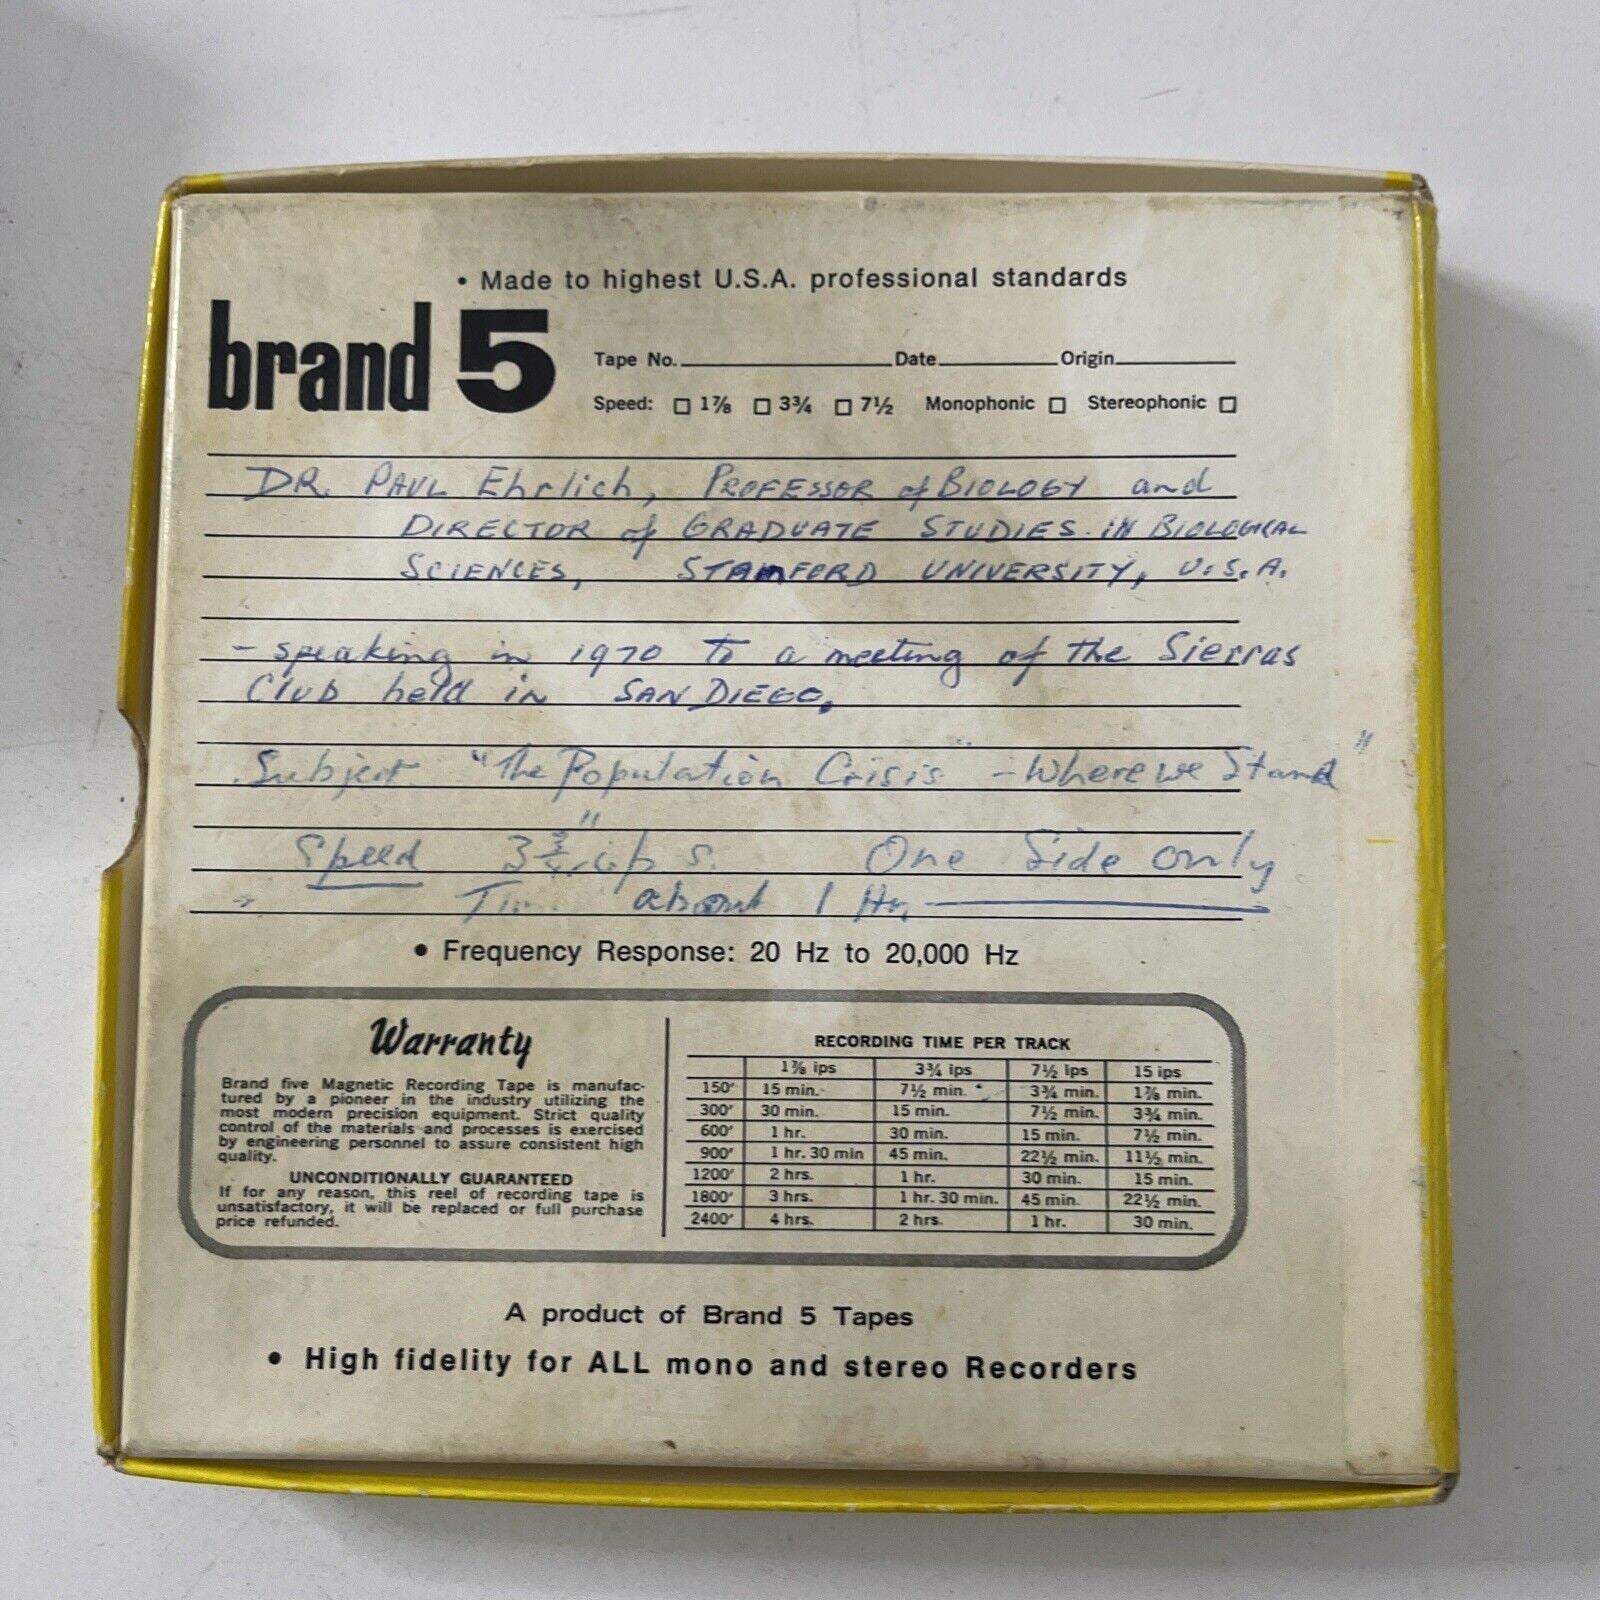 • Made to highest U.S.A. professional standards
brand 5
Tape No. Date Origin
Speed: □ 1⅞ □ 3¾ □ 7½ Monophonic □ Stereophonic □
DR. PAUL Ehrlich, PROFESSOR of BIOLOGY and
DIRECTOR of GRADUATE STUDIES IN BIOLOGICAL
SCIENCES, STAMFORD UNIVERSITY, U.S.A.
- speaking in 1970 to a meeting of the Sierras
Club held in SAN DIEGO.
Subject "The Population Crisis" - Where we Stand"
Speed 3¾" i.p.s. One Side only
Time about 1 Hr.
• Frequency Response: 20 Hz to 20,000 Hz
Warranty
Brand five Magnetic Recording Tape is manufac-
tured by a pioneer in the industry utilizing the
most modern precision equipment. Strict quality
control of the materials and processes is exercised
by engineering personnel to assure consistent high
quality.
UNCONDITIONALLY GUARANTEED
If for any reason, this reel of recording tape is
unsatisfactory, it will be replaced or full purchase
price refunded.
RECORDING TIME PER TRACK
1⅞ ips 3¾ ips 7½ ips 15 ips
150' 15 min. 7½ min. 3¾ min. 1⅞ min.
300' 30 min. 15 min. 7½ min. 3¾ min.
600' 1 hr. 30 min. 15 min. 7½ min.
900' 1 hr. 30 min 45 min. 22½ min. 11½ min.
1200' 2 hrs. 1 hr. 30 min. 15 min.
1800' 3 hrs. 1 hr. 30 min. 45 min. 22½ min.
2400' 4 hrs. 2 hrs. 1 hr. 30 min.
A product of Brand 5 Tapes
• High fidelity for ALL mono and stereo Recorders